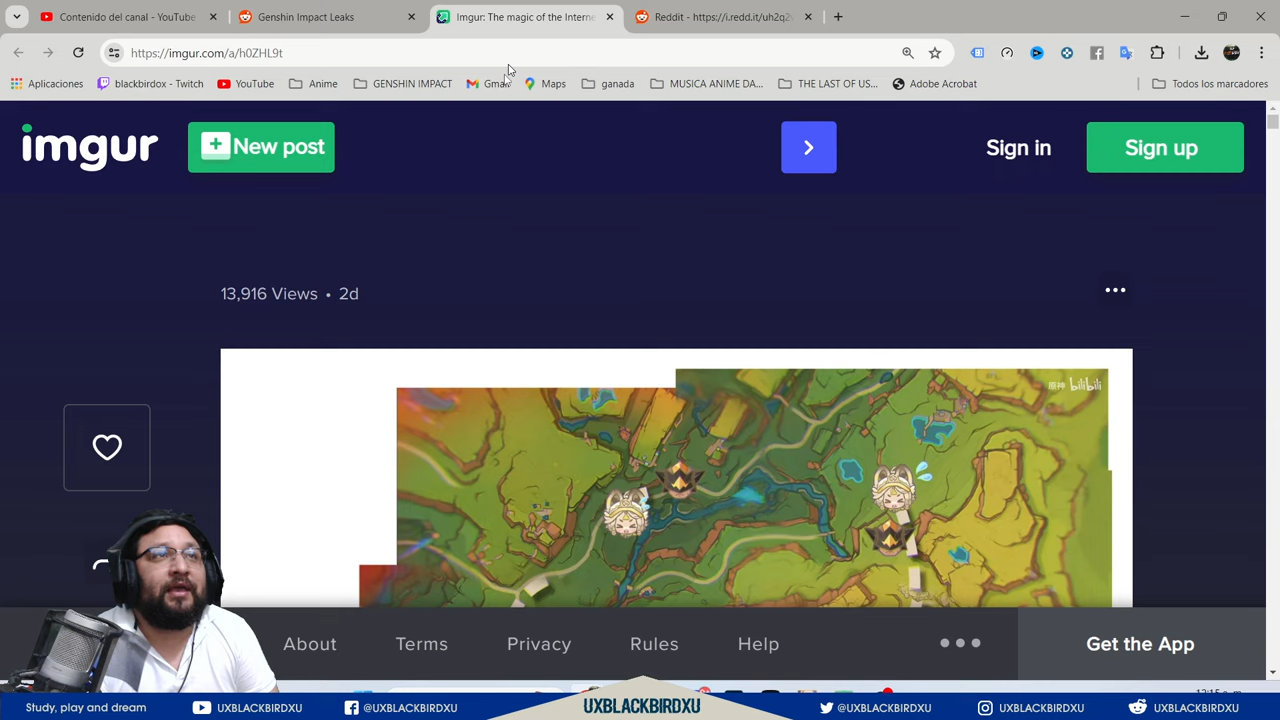 Contenido del canal - YouTube
Genshin Impact Leaks
Imgur: The magic of the Interne
Reddit - https://i.redd.it/uh2q2v
https://imgur.com/a/h0ZHL9t
Aplicaciones
blackbirdox - Twitch
YouTube
Anime
GENSHIN IMPACT
Gmail
Maps
ganada
MUSICA ANIME DA...
THE LAST OF US...
Adobe Acrobat
Todos los marcadores
imgur
New post
Sign in
Sign up
13,916 Views • 2d
原神 bilibili
About
Terms
Privacy
Rules
Help
Get the App
Study, play and dream
UXBLACKBIRDXU
@UXBLACKBIRDXU
UXBLACKBIRDXU
@UXBLACKBIRDXU
UXBLACKBIRDXU
UXBLACKBIRDXU